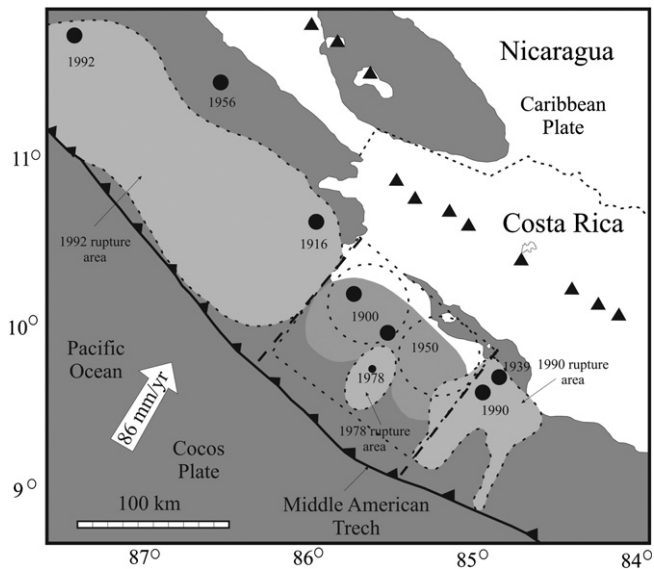 Nicaragua
Caribbean
Plate
1992
1956
11○
1992 rupture
area
1916
Costa Rica
10○
1900
1950
1978
1939
1990
1990 rupture
area
1978 rupture
area
Pacific
Ocean
86 mm/yr
Cocos
Plate
9○
100 km
Middle American
Trech
87○
86○
85○
84○